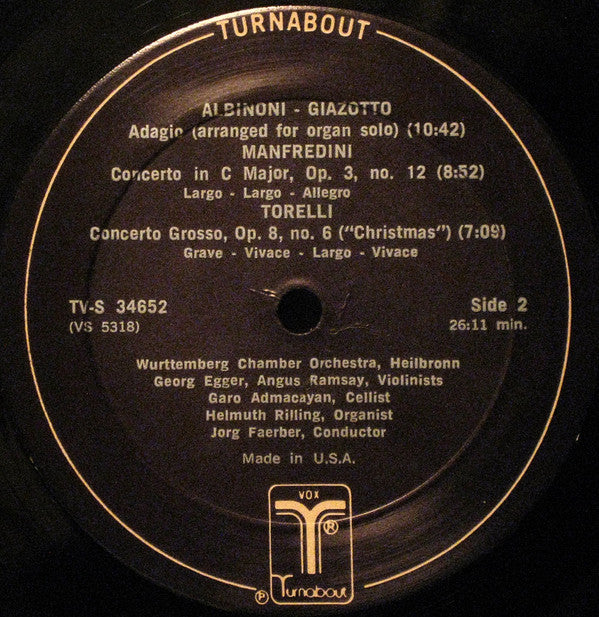 TURNABOUT
ALBINONI - GIAZOTTO
Adagio (arranged for organ solo) (10:42)
MANFREDINI
Concerto in C Major, Op. 3, no. 12 (8:52)
Largo - Largo - Allegro
TORELLI
Concerto Grosso, Op. 8, no. 6 ("Christmas") (7:09)
Grave - Vivace - Largo - Vivace
TV-S 34652 Side 2
(VS 5318) 26:11 min.
Wurttemberg Chamber Orchestra, Heilbronn
Georg Egger, Angus Ramsay, Violinists
Garo Admacayan, Cellist
Helmuth Rilling, Organist
Jorg Faerber, Conductor
Made in U.S.A.
VOX
T®
℗ Turnabout